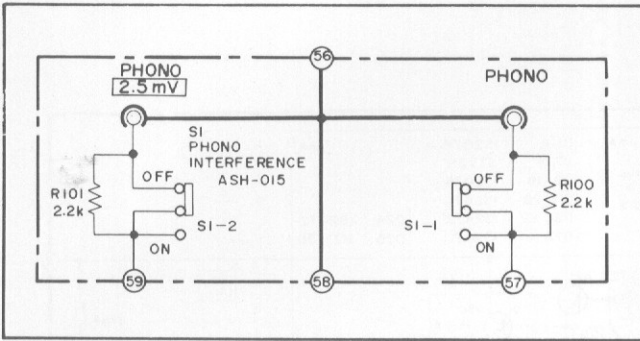 56
PHONO
2.5 mV
PHONO
S1
PHONO
INTERFERENCE
ASH-015
OFF
OFF
R101
2.2k
R100
2.2k
S1-2
S1-1
ON
ON
59
58
57